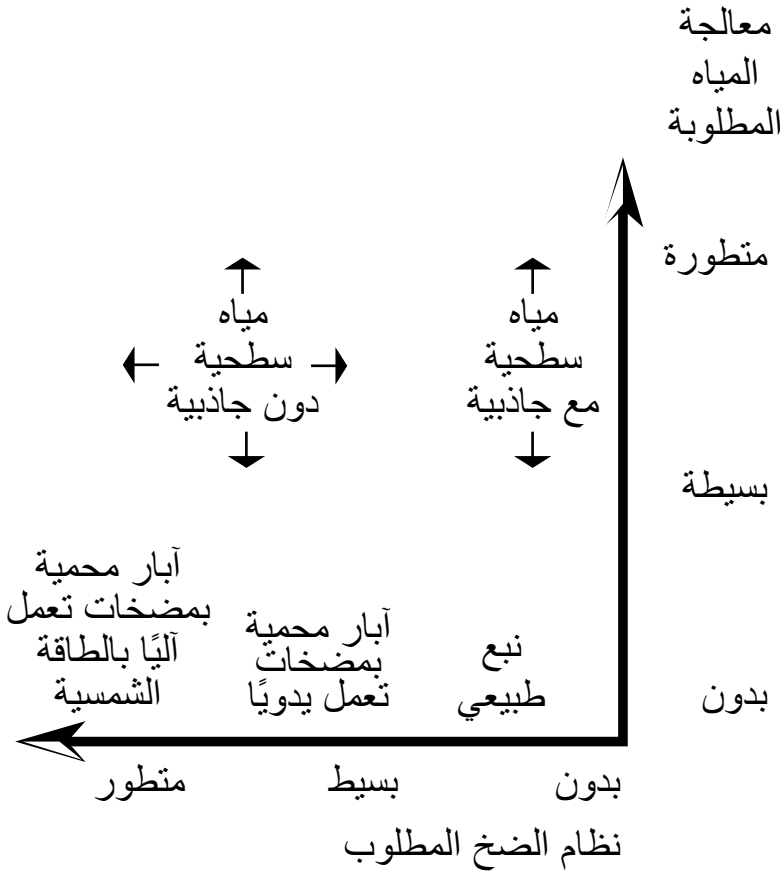 معالجة
المياه
المطلوبة
متطورة
مياه
سطحية
مع جاذبية
مياه
سطحية
دون جاذبية
بسيطة
بدون
نبع
طبيعي
آبار محمية
بمضخات
تعمل يدويًا
آبار محمية
بمضخات تعمل
آليًا بالطاقة
الشمسية
بدون
بسيط
متطور
نظام الضخ المطلوب